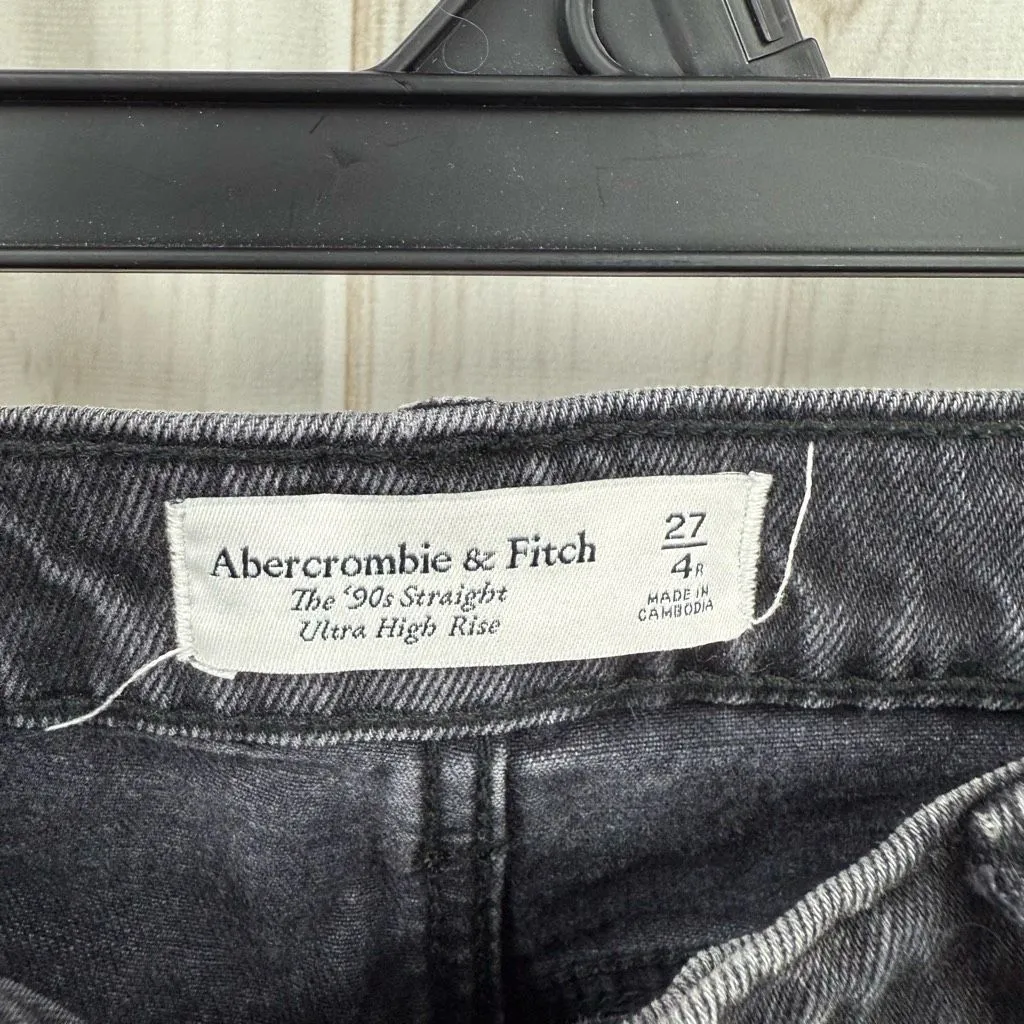 Abercrombie & Fitch
The '90s Straight
Ultra High Rise
27
4R
MADE IN
CAMBODIA